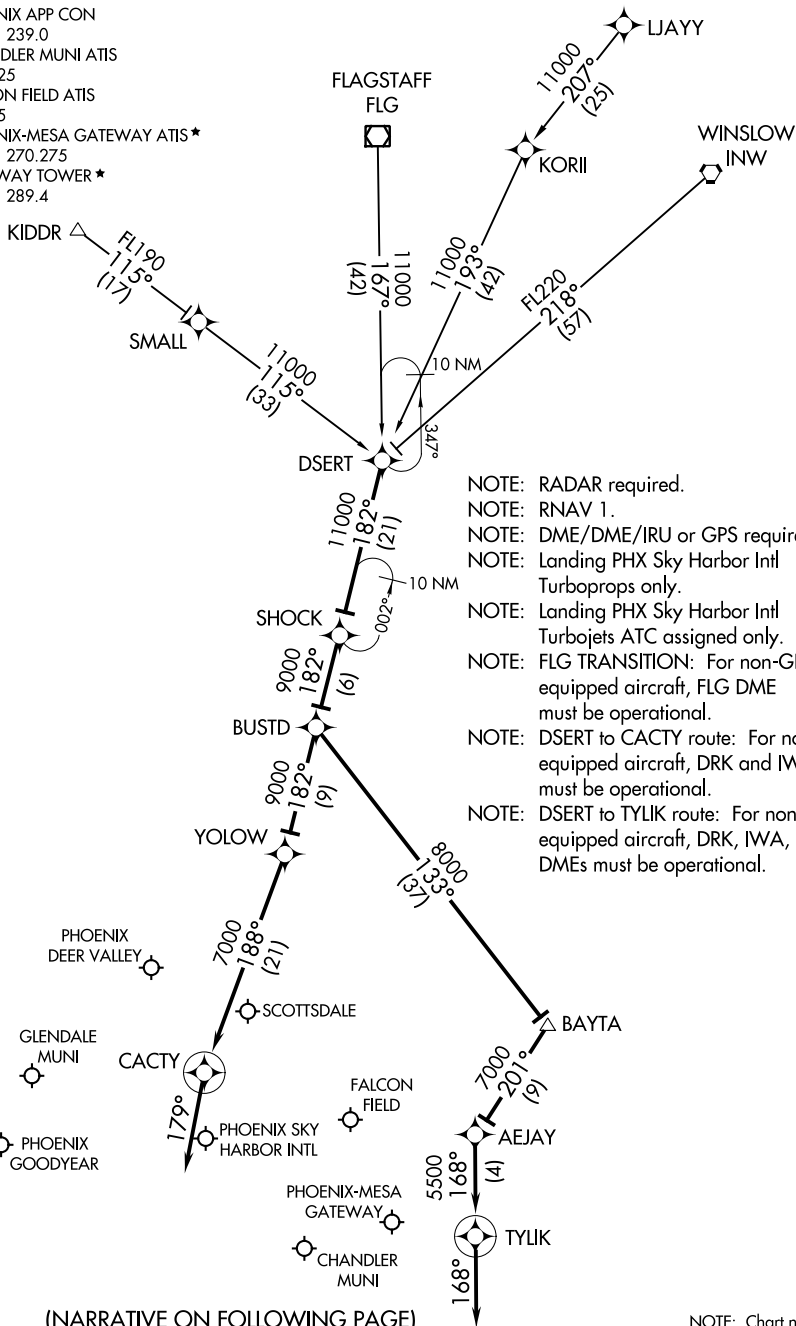 NIX APP CON
239.0
DLER MUNI ATIS
25
ON FIELD ATIS
5
NIX-MESA GATEWAY ATIS ★
270.275
WAY TOWER ★
289.4
LJAYY
11000
207°
(25)
FLAGSTAFF
FLG
KORII
WINSLOW
INW
KIDDR
FL190
115°
(17)
SMALL
11000
115°
(33)
11000
167°
(42)
11000
193°
(42)
FL220
218°
(57)
10 NM
347°
DSERT
11000
182°
(21)
10 NM
002°
SHOCK
9000
182°
(6)
BUSTD
9000
182°
(9)
YOLOW
8000
133°
(37)
NOTE: RADAR required.
NOTE: RNAV 1.
NOTE: DME/DME/IRU or GPS requir
NOTE: Landing PHX Sky Harbor Intl
Turboprops only.
NOTE: Landing PHX Sky Harbor Intl
Turbojets ATC assigned only.
NOTE: FLG TRANSITION: For non-G
equipped aircraft, FLG DME
must be operational.
NOTE: DSERT to CACTY route: For no
equipped aircraft, DRK and IW
must be operational.
NOTE: DSERT to TYLIK route: For non
equipped aircraft, DRK, IWA,
DMEs must be operational.
7000
188°
(21)
PHOENIX
DEER VALLEY
SCOTTSDALE
GLENDALE
MUNI
CACTY
179°
PHOENIX
GOODYEAR
PHOENIX SKY
HARBOR INTL
FALCON
FIELD
BAYTA
7000
201°
(9)
AEJAY
5500
168°
(4)
PHOENIX-MESA
GATEWAY
TYLIK
CHANDLER
MUNI
168°
(NARRATIVE ON FOLLOWING PAGE)
NOTE: Chart n